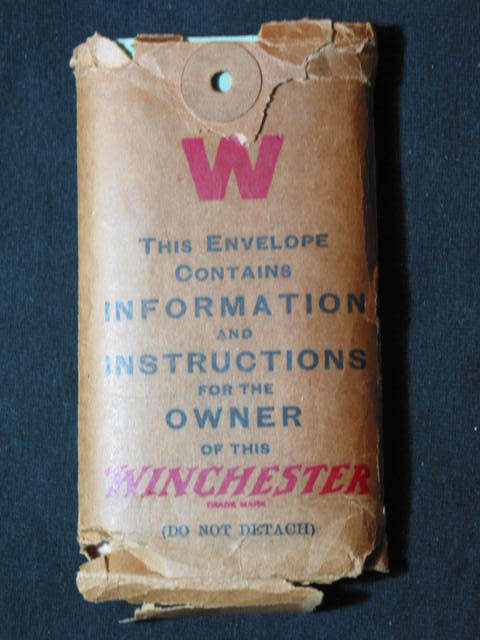 W
THIS ENVELOPE
CONTAINS
INFORMATION
AND
INSTRUCTIONS
FOR THE
OWNER
OF THIS
WINCHESTER
TRADE MARK
(DO NOT DETACH)